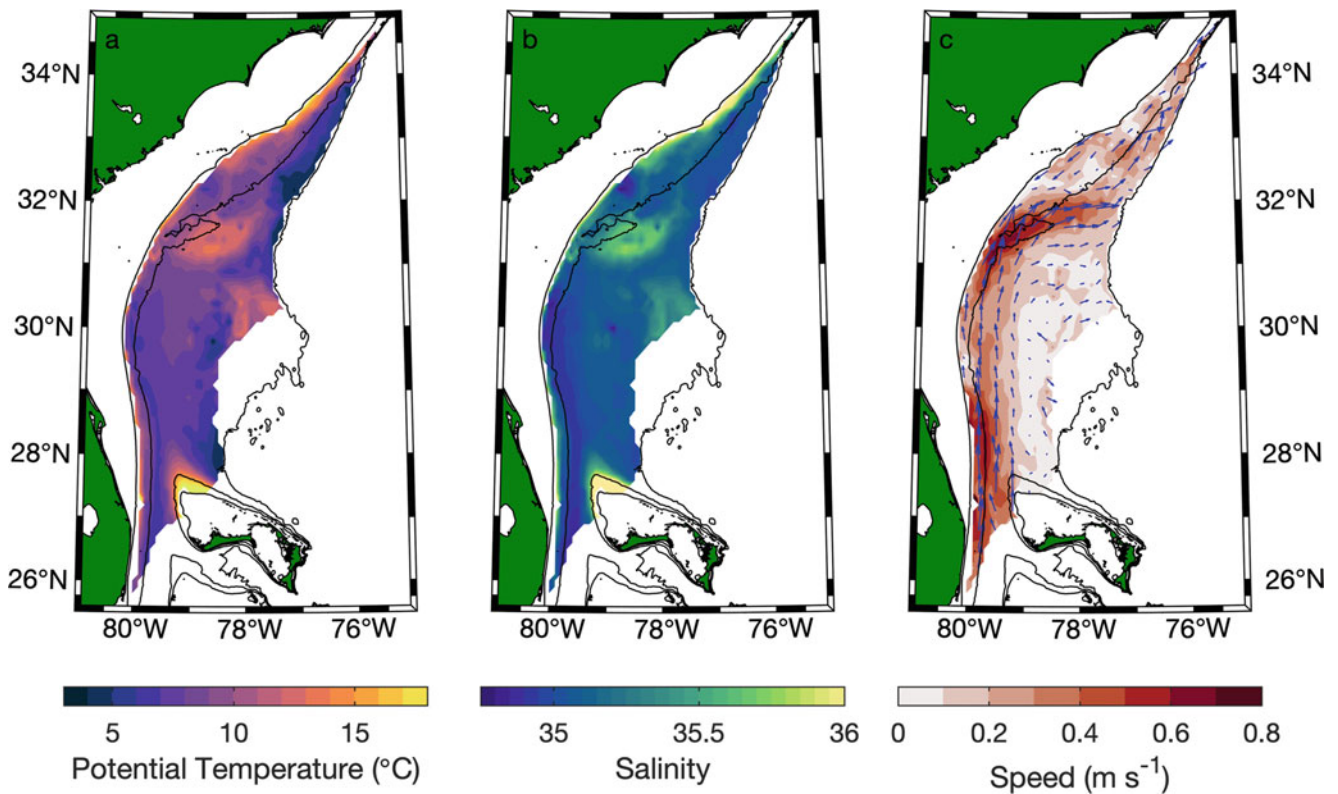 a b c
34°N 34°N
32°N 32°N
30°N 30°N
28°N 28°N
26°N 26°N
80°W 78°W 76°W 80°W 78°W 76°W 80°W 78°W 76°W
5 10 15 35 35.5 36 0 0.2 0.4 0.6 0.8
Potential Temperature (°C) Salinity Speed (m s⁻¹)